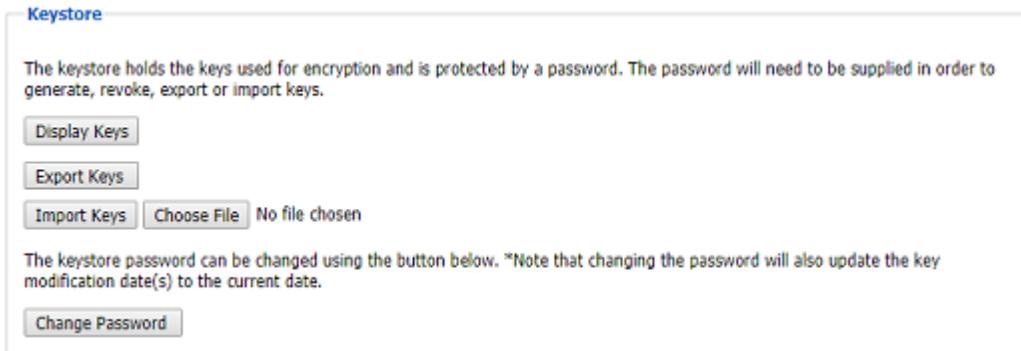 Keystore
The keystore holds the keys used for encryption and is protected by a password. The password will need to be supplied in order to
generate, revoke, export or import keys.
Display Keys
Export Keys
Import Keys Choose File No file chosen
The keystore password can be changed using the button below. *Note that changing the password will also update the key
modification date(s) to the current date.
Change Password